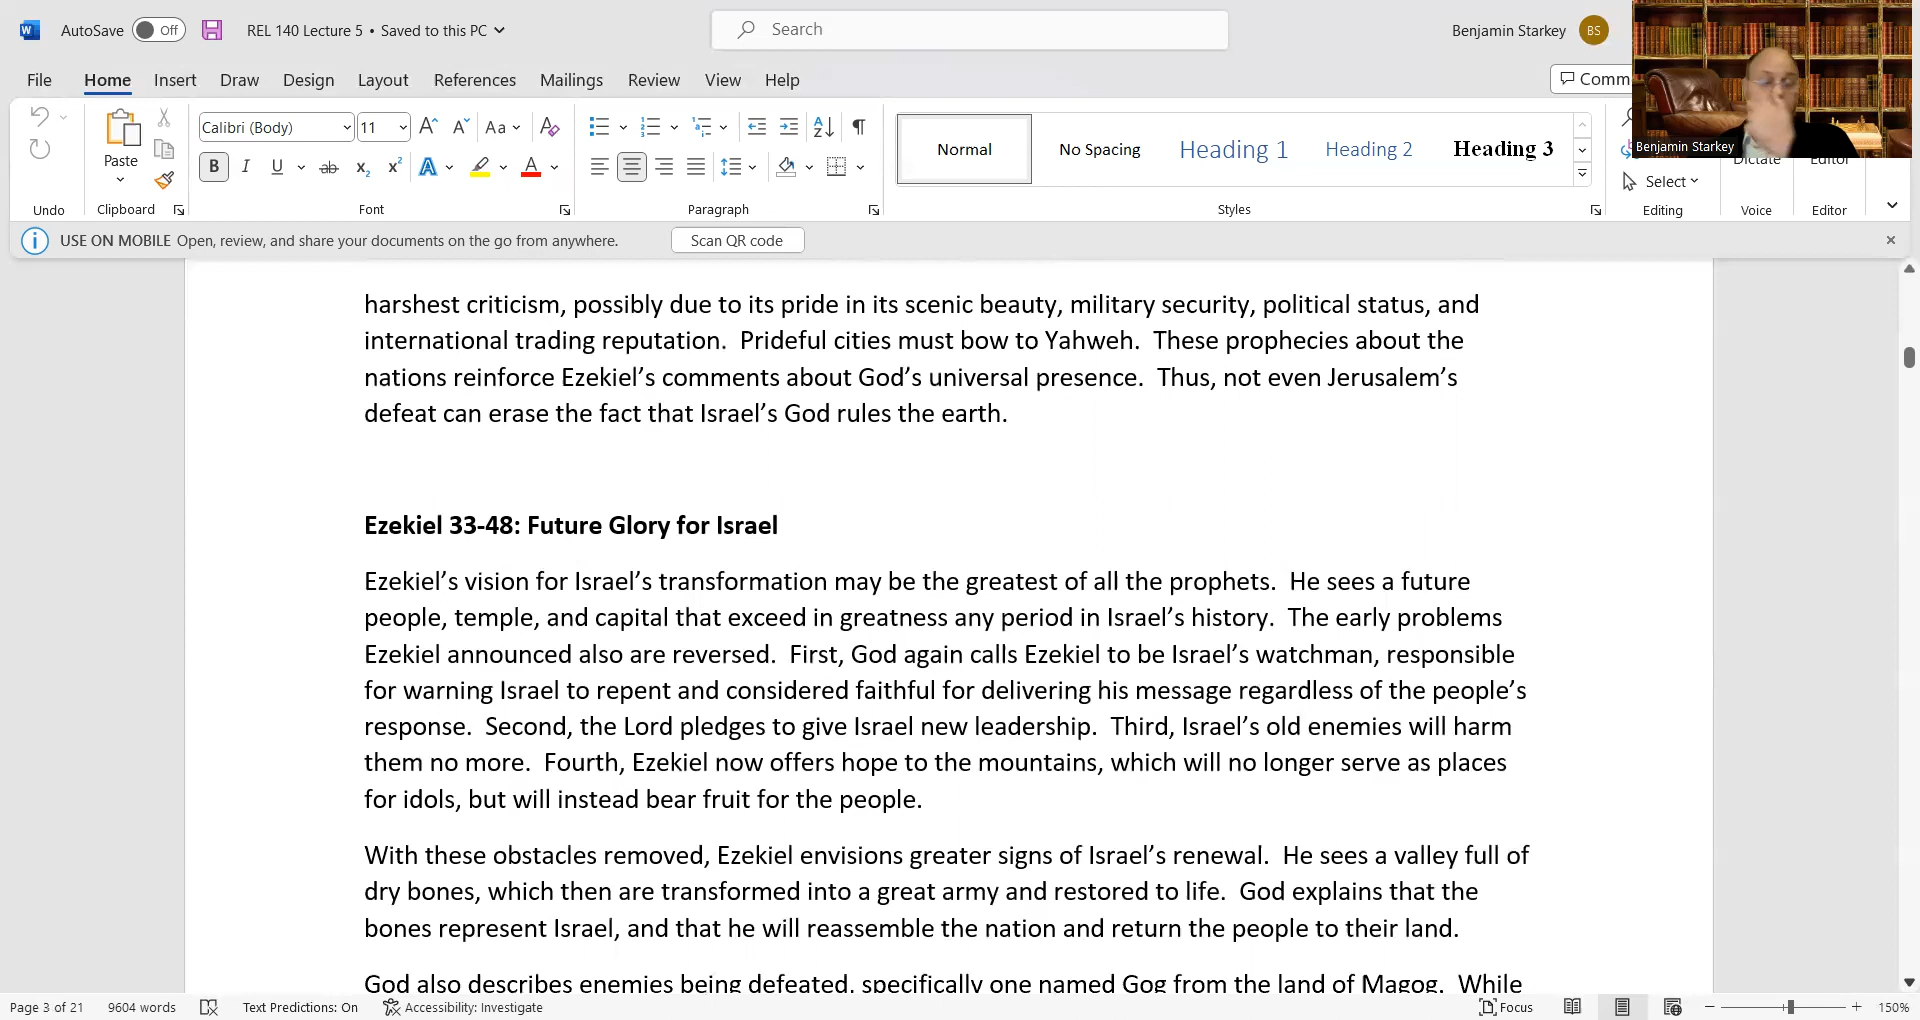 AutoSave Off REL 140 Lecture 5 • Saved to this PC Search Benjamin Starkey BS
File Home Insert Draw Design Layout References Mailings Review View Help Comm
Calibri (Body) 11 Aa
Normal No Spacing Heading 1 Heading 2 Heading 3
Benjamin Starkey
Paste
B I U ab x₂ x² A A
Dictate Editor
Select
Undo Clipboard Font Paragraph Styles Editing Voice Editor
USE ON MOBILE Open, review, and share your documents on the go from anywhere. Scan QR code
harshest criticism, possibly due to its pride in its scenic beauty, military security, political status, and
international trading reputation. Prideful cities must bow to Yahweh. These prophecies about the
nations reinforce Ezekiel’s comments about God’s universal presence. Thus, not even Jerusalem’s
defeat can erase the fact that Israel’s God rules the earth.
Ezekiel 33-48: Future Glory for Israel
Ezekiel’s vision for Israel’s transformation may be the greatest of all the prophets. He sees a future
people, temple, and capital that exceed in greatness any period in Israel’s history. The early problems
Ezekiel announced also are reversed. First, God again calls Ezekiel to be Israel’s watchman, responsible
for warning Israel to repent and considered faithful for delivering his message regardless of the people’s
response. Second, the Lord pledges to give Israel new leadership. Third, Israel’s old enemies will harm
them no more. Fourth, Ezekiel now offers hope to the mountains, which will no longer serve as places
for idols, but will instead bear fruit for the people.
With these obstacles removed, Ezekiel envisions greater signs of Israel’s renewal. He sees a valley full of
dry bones, which then are transformed into a great army and restored to life. God explains that the
bones represent Israel, and that he will reassemble the nation and return the people to their land.
God also describes enemies being defeated, specifically one named Gog from the land of Magog. While
Page 3 of 21 9604 words Text Predictions: On Accessibility: Investigate Focus 150%